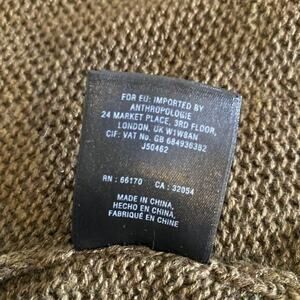 FOR EU: IMPORTED BY
ANTHROPOLOGIE
24 MARKET PLACE, 3RD FLOOR,
LONDON, UK W1W8AN
CIF: VAT No. GB 684936382
J50462
RN : 66170 CA : 32054
MADE IN CHINA,
HECHO EN CHINA,
FABRIQUÉ EN CHINE